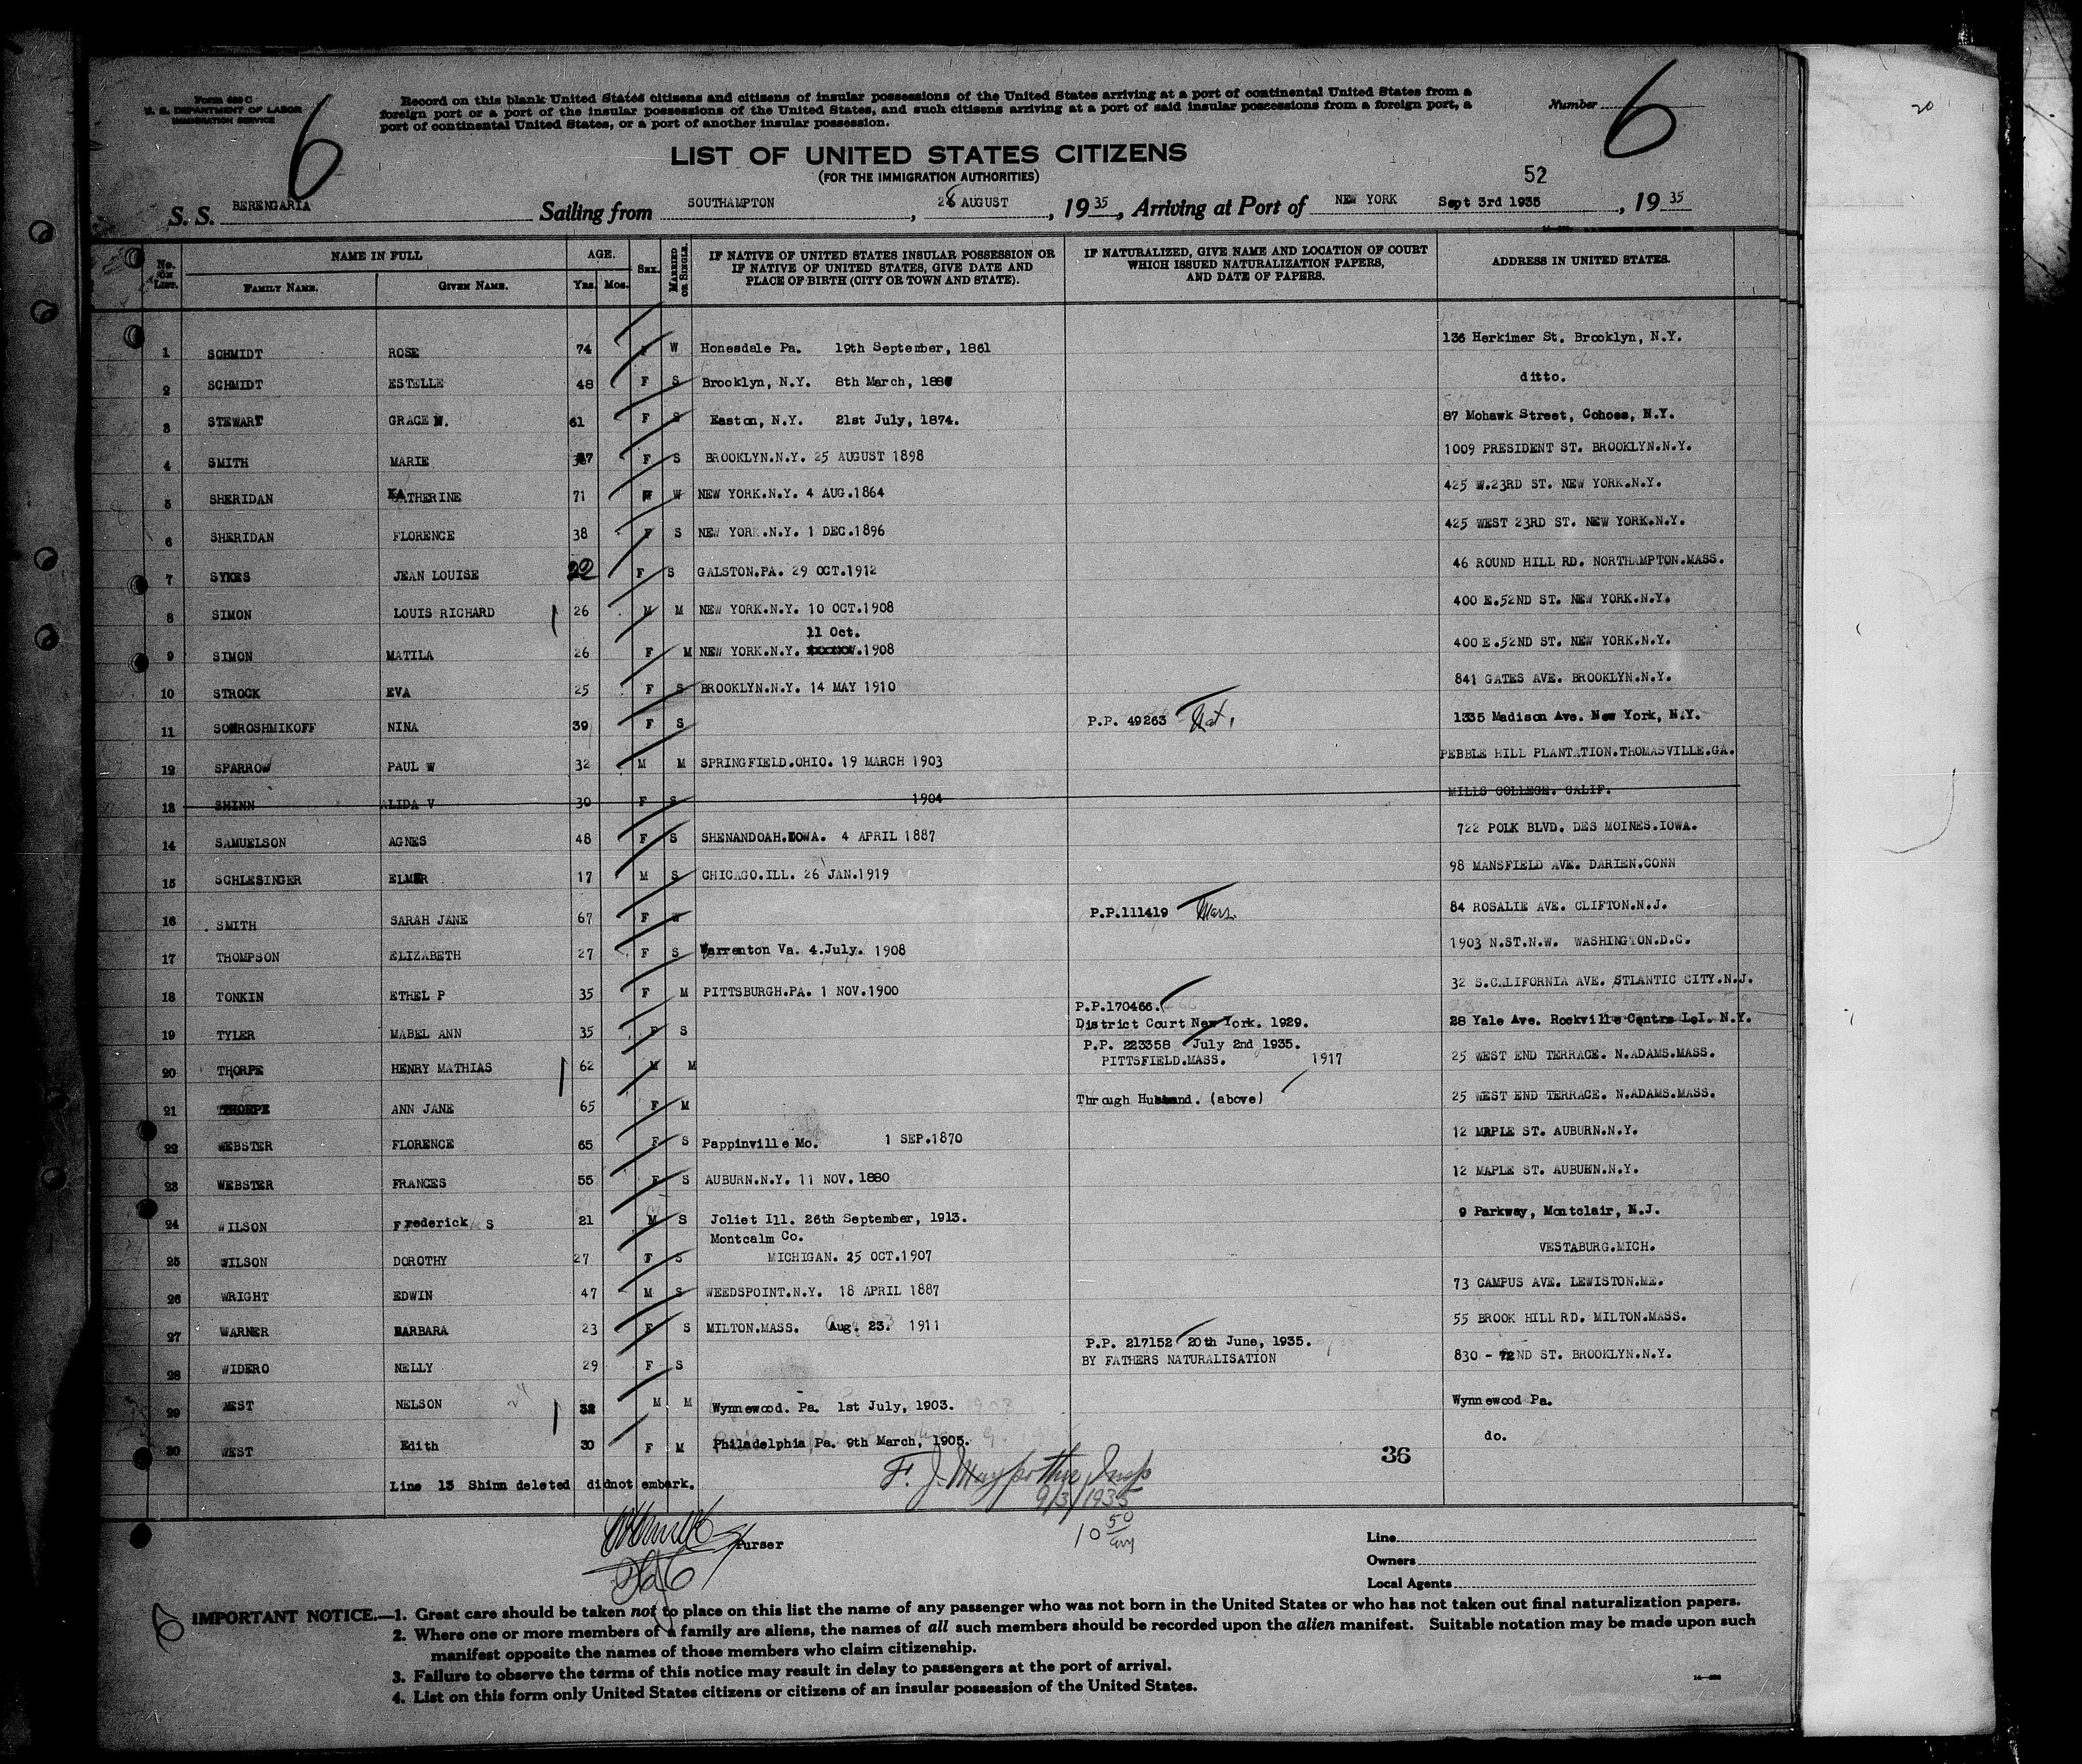 Form 630 C
U. S. DEPARTMENT OF LABOR
IMMIGRATION SERVICE
6
Record on this blank United States citizens and citizens of insular possessions of the United States arriving at a port of continental United States from a
foreign port or a port of the insular possessions of the United States, and such citizens arriving at a port of said insular possessions from a foreign port, a
port of continental United States, or a port of another insular possession.
Number 6
20
LIST OF UNITED STATES CITIZENS
(FOR THE IMMIGRATION AUTHORITIES)
52
S. S. BERENGARIA Sailing from SOUTHAMPTON, 28 AUGUST, 1935, Arriving at Port of NEW YORK Sept 3rd 1935, 1935
No. ON LIST. NAME IN FULL AGE. SEX. MARRIED OR SINGLE. IF NATIVE OF UNITED STATES INSULAR POSSESSION OR IF NATIVE OF UNITED STATES, GIVE DATE AND PLACE OF BIRTH (CITY OR TOWN AND STATE). IF NATURALIZED, GIVE NAME AND LOCATION OF COURT WHICH ISSUED NATURALIZATION PAPERS, AND DATE OF PAPERS. ADDRESS IN UNITED STATES.
FAMILY NAME. GIVEN NAME. Yrs. Mos.
1 SCHMIDT ROSE 74 F W Honesdale Pa. 19th September, 1861 136 Herkimer St. Brooklyn, N.Y.
2 SCHMIDT ESTELLE 48 F S Brooklyn, N.Y. 8th March, 1887 ditto.
3 STEWART GRACE N. 61 F S Easton, N.Y. 21st July, 1874. 87 Mohawk Street, Cohoes, N.Y.
4 SMITH MARIE 37 F S BROOKLYN.N.Y. 25 AUGUST 1898 1009 PRESIDENT ST. BROOKLYN.N.Y.
5 SHERIDAN KATHERINE 71 F W NEW YORK.N.Y. 4 AUG.1864 425 W.23RD ST. NEW YORK.N.Y.
6 SHERIDAN FLORENCE 38 F S NEW YORK.N.Y. 1 DEC.1896 425 WEST 23RD ST. NEW YORK.N.Y.
7 SYKES JEAN LOUISE 22 F S GALSTON.PA. 29 OCT.1912 46 ROUND HILL RD. NORTHAMPTON.MASS.
8 SIMON LOUIS RICHARD 26 M M NEW YORK.N.Y. 10 OCT.1908 400 E.52ND ST. NEW YORK.N.Y.
11 Oct.
9 SIMON MATILA 26 F M NEW YORK.N.Y. 1908 400 E.52ND ST. NEW YORK.N.Y.
10 STROCK EVA 25 F S BROOKLYN.N.Y. 14 MAY 1910 841 GATES AVE. BROOKLYN.N.Y.
11 SOUROSHMIKOFF NINA 39 F S P.P. 49263 Nat. 1335 Madison Ave. New York, N.Y.
12 SPARROW PAUL W 32 M M SPRINGFIELD.OHIO. 19 MARCH 1903 PEBBLE HILL PLANTATION.THOMASVILLE.GA.
13 SHINN ALIDA V 30 F S 1904 MILLS COLLEGE. CALIF.
14 SAMUELSON AGNES 48 F S SHENANDOAH.IOWA. 4 APRIL 1887 722 POLK BLVD. DES MOINES.IOWA.
15 SCHLESINGER ELMER 17 M S CHICAGO.ILL. 26 JAN.1919 98 MANSFIELD AVE. DARIEN.CONN
16 SMITH SARAH JANE 67 F W P.P.111419 Mars. 84 ROSALIE AVE. CLIFTON.N.J.
17 THOMPSON ELIZABETH 27 F S Warrenton Va. 4.July. 1908 1903 N.ST.N.W. WASHINGTON.D.C.
18 TONKIN ETHEL P 35 F M PITTSBURGH.PA. 1 NOV.1900 32 S.CALIFORNIA AVE. ATLANTIC CITY.N.J.
P.P.170466.
19 TYLER MABEL ANN 35 F S District Court New York. 1929. 28 Yale Ave. Rockville Centre L.I. N.Y.
P.P. 223358 July 2nd 1935.
20 THORPE HENRY MATHIAS 62 M M PITTSFIELD.MASS. 1917 25 WEST END TERRACE. N.ADAMS.MASS.
21 THORPE ANN JANE 65 F M Through Husband. (above) 25 WEST END TERRACE. N.ADAMS.MASS.
22 WEBSTER FLORENCE 65 F S Pappinville Mo. 1 SEP.1870 12 MAPLE ST. AUBURN.N.Y.
23 WEBSTER FRANCES 55 F S AUBURN.N.Y. 11 NOV. 1880 12 MAPLE ST. AUBURN.N.Y.
24 WILSON Frederick S 21 M S Joliet Ill. 26th September, 1913. 9 Parkway, Montclair, N.J.
Montcalm Co.
25 WILSON DOROTHY 27 F S MICHIGAN. 25 OCT.1907 VESTABURG.MICH.
26 WRIGHT EDWIN 47 M S WEEDSPOINT.N.Y. 18 APRIL 1887 73 CAMPUS AVE. LEWISTON.ME.
27 WARNER BARBARA 23 F S MILTON.MASS. Aug. 23. 1911 55 BROOK HILL RD. MILTON.MASS.
P.P. 217152 20th June, 1935.
28 WIDERO NELLY 29 F S BY FATHERS NATURALISATION 830 - 72ND ST. BROOKLYN.N.Y.
29 WEST NELSON 32 M M Wynnewood. Pa. 1st July, 1903. Wynnewood Pa.
30 WEST Edith 30 F M Philadelphia Pa. 9th March, 1905. do.
36
Line 13 Shinn deleted didnot embark.
F. J. Insp
9/3/1935
10 50
Purser
Line
Owners
Local Agents
IMPORTANT NOTICE.—1. Great care should be taken not to place on this list the name of any passenger who was not born in the United States or who has not taken out final naturalization papers.
2. Where one or more members of a family are aliens, the names of all such members should be recorded upon the alien manifest. Suitable notation may be made upon such
manifest opposite the names of those members who claim citizenship.
3. Failure to observe the terms of this notice may result in delay to passengers at the port of arrival.
4. List on this form only United States citizens or citizens of an insular possession of the United States.